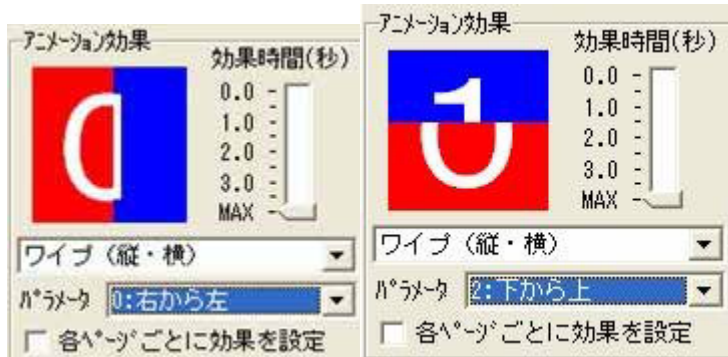 アニメーション効果
効果時間(秒)
0.0
1.0
2.0
3.0
MAX
ワイプ（縦・横）
パラメータ 0:右から左
各ページごとに効果を設定
アニメーション効果
効果時間(秒)
1
0
0.0
1.0
2.0
3.0
MAX
ワイプ（縦・横）
パラメータ 2:下から上
各ページごとに効果を設定